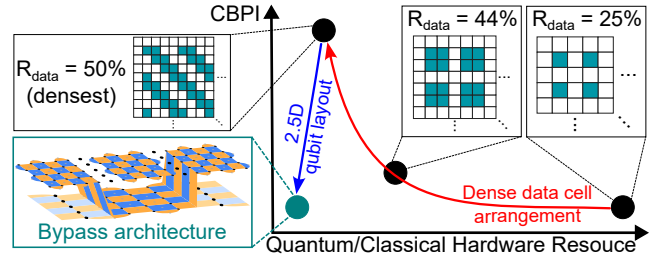 CBPI
R_data = 50%
(densest)
...
...
2.5D
qubit layout
R_data = 44%
...
...
R_data = 25%
...
...
Dense data cell
arrangement
Bypass architecture
Quantum/Classical Hardware Resouce